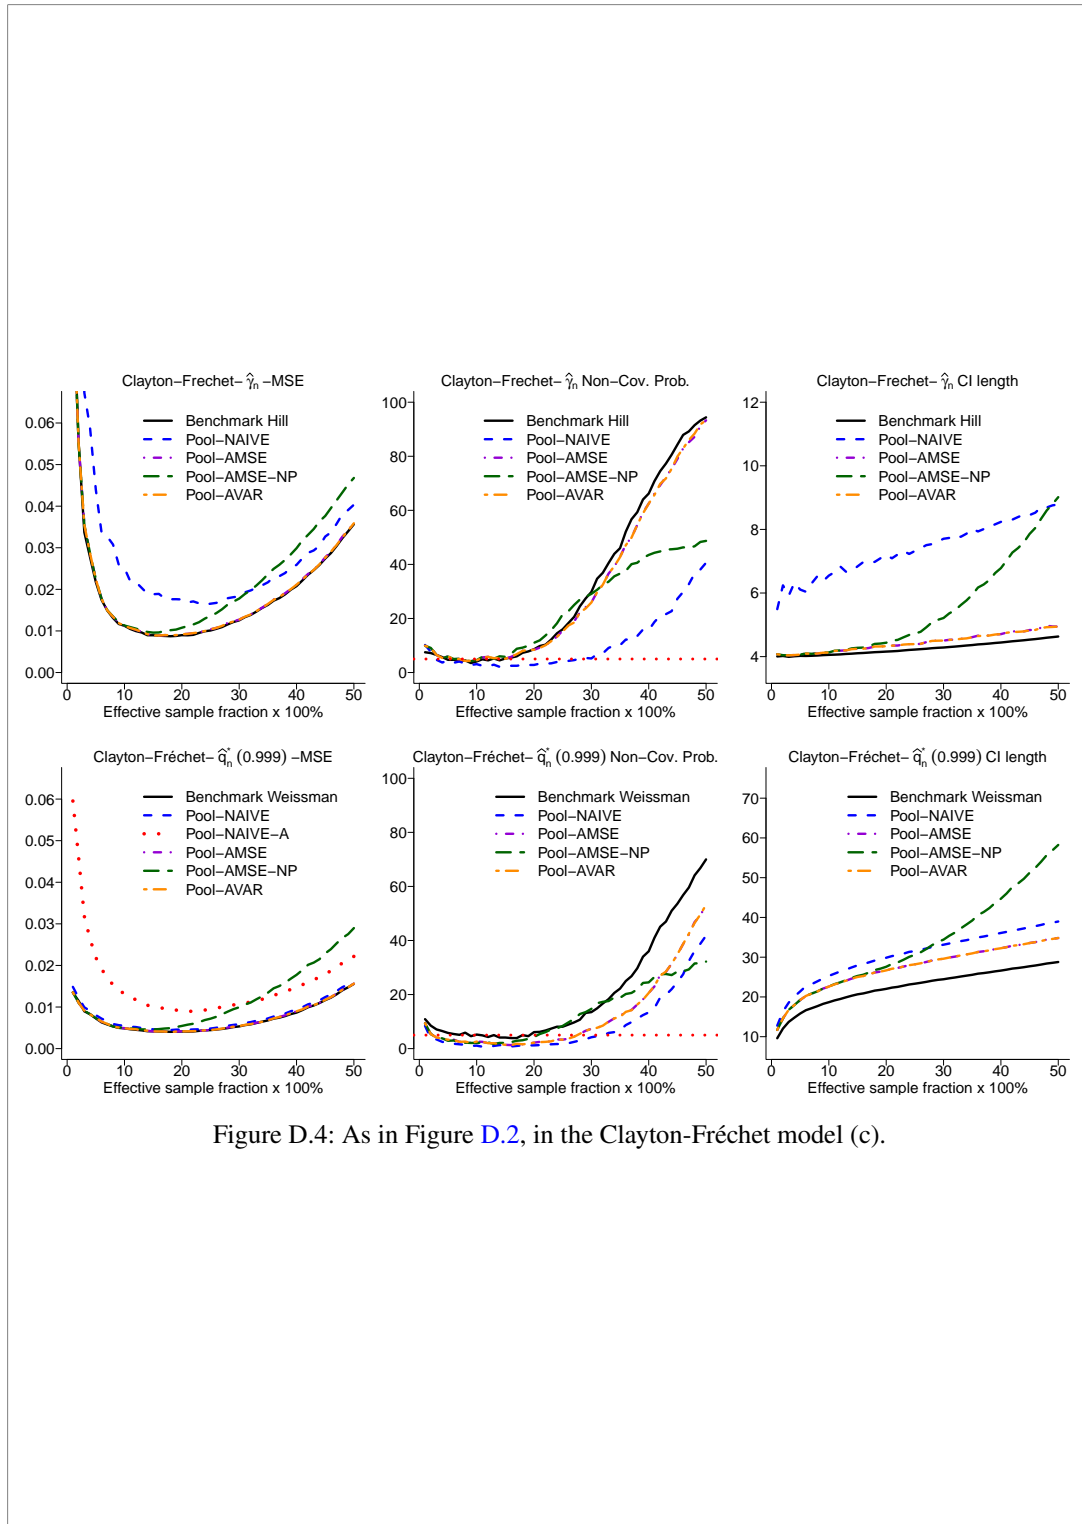 Clayton−Frechet− γ̂n −MSE
0.06
0.05
0.04
0.03
0.02
0.01
0.00
Benchmark Hill
Pool−NAIVE
Pool−AMSE
Pool−AMSE−NP
Pool−AVAR
0 10 20 30 40 50
Effective sample fraction x 100%
Clayton−Frechet− γ̂n Non−Cov. Prob.
100
80
60
40
20
0
Benchmark Hill
Pool−NAIVE
Pool−AMSE
Pool−AMSE−NP
Pool−AVAR
0 10 20 30 40 50
Effective sample fraction x 100%
Clayton−Frechet− γ̂n CI length
12
10
8
6
4
Benchmark Hill
Pool−NAIVE
Pool−AMSE
Pool−AMSE−NP
Pool−AVAR
0 10 20 30 40 50
Effective sample fraction x 100%
Clayton−Fréchet− q̂n* (0.999) −MSE
0.06
0.05
0.04
0.03
0.02
0.01
0.00
Benchmark Weissman
Pool−NAIVE
Pool−NAIVE−A
Pool−AMSE
Pool−AMSE−NP
Pool−AVAR
0 10 20 30 40 50
Effective sample fraction x 100%
Clayton−Fréchet− q̂n* (0.999) Non−Cov. Prob.
100
80
60
40
20
0
Benchmark Weissman
Pool−NAIVE
Pool−AMSE
Pool−AMSE−NP
Pool−AVAR
0 10 20 30 40 50
Effective sample fraction x 100%
Clayton−Fréchet− q̂n* (0.999) CI length
70
60
50
40
30
20
10
Benchmark Weissman
Pool−NAIVE
Pool−AMSE
Pool−AMSE−NP
Pool−AVAR
0 10 20 30 40 50
Effective sample fraction x 100%
Figure D.4: As in Figure D.2, in the Clayton-Fréchet model (c).